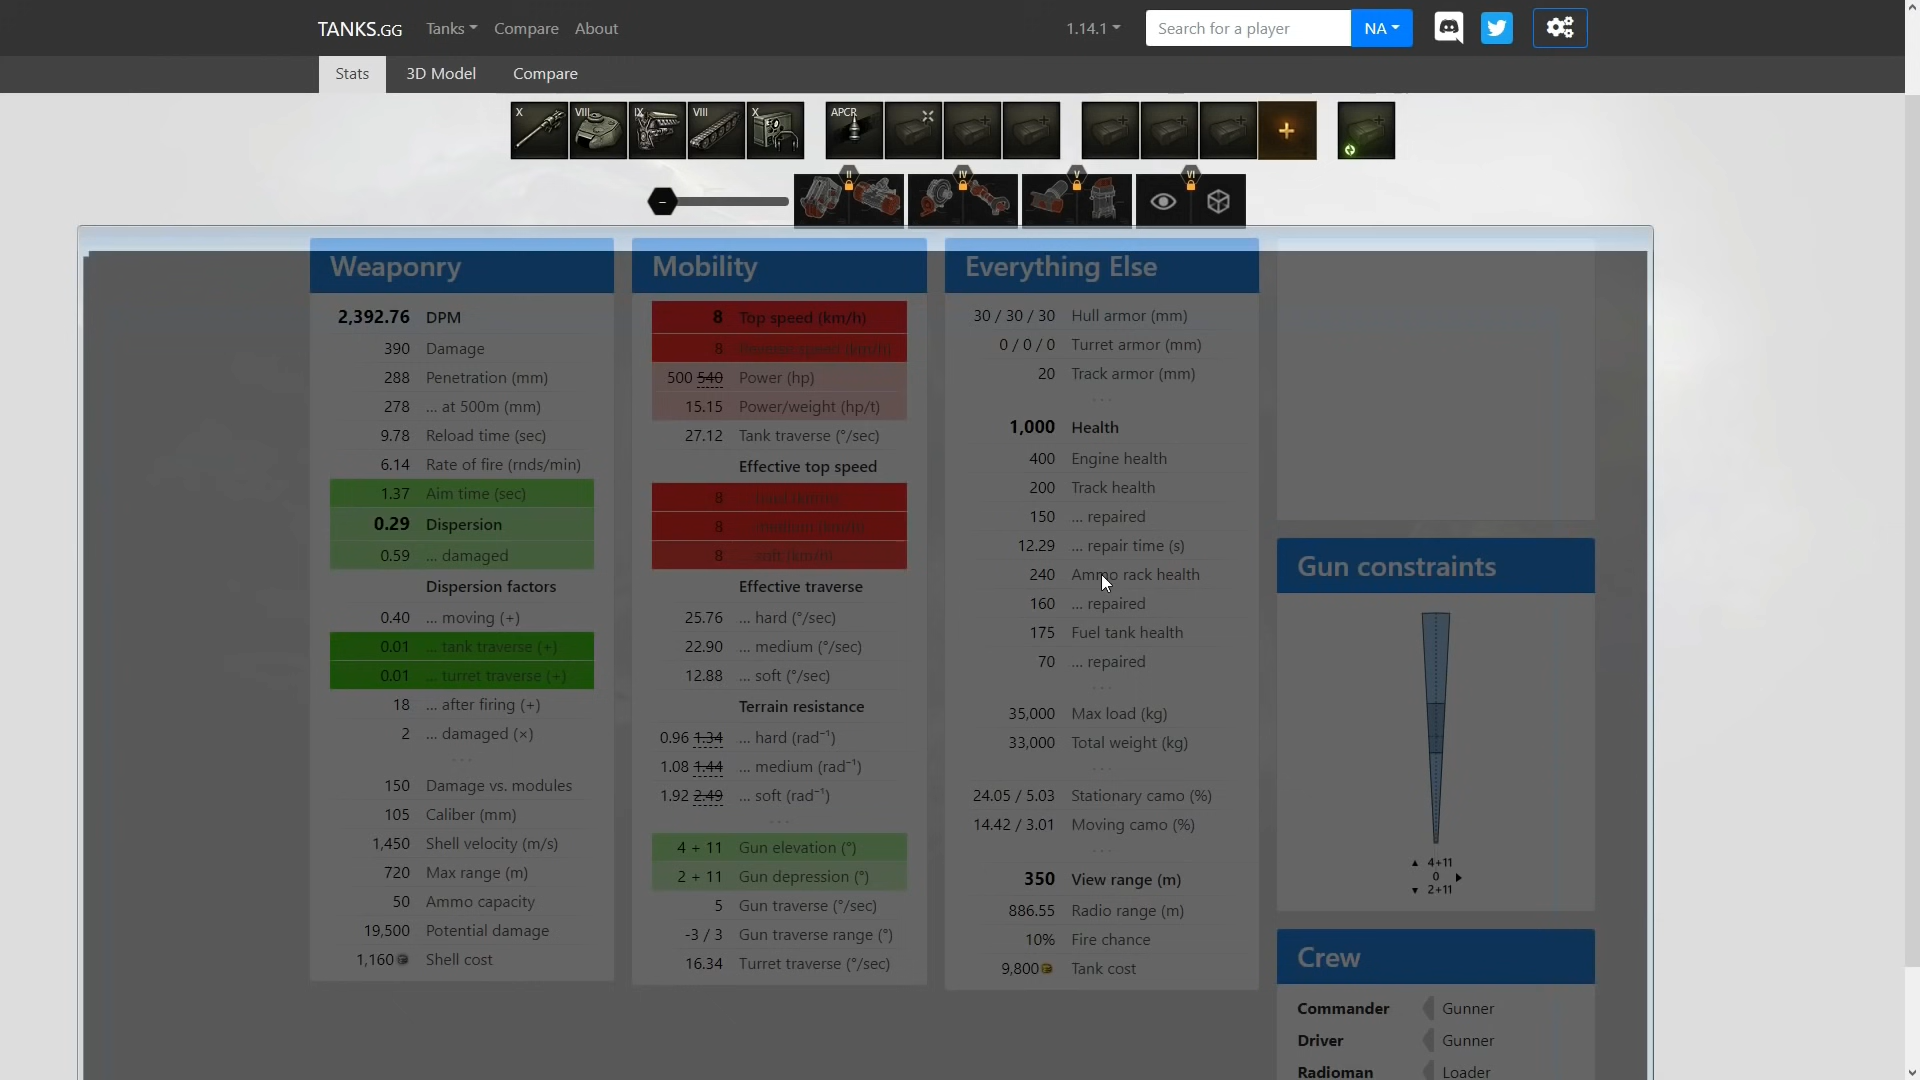 TANKS.GG Tanks Compare About 1.14.1 Search for a player NA
Stats 3D Model Compare
X VIII IX VIII X APCR
II IV V VI
Weaponry
2,392.76 DPM
390 Damage
288 Penetration (mm)
278 ... at 500m (mm)
9.78 Reload time (sec)
6.14 Rate of fire (rnds/min)
1.37 Aim time (sec)
0.29 Dispersion
0.59 ... damaged
Dispersion factors
0.40 ... moving (+)
0.01 ... tank traverse (+)
0.01 ... turret traverse (+)
18 ... after firing (+)
2 ... damaged (×)
...
150 Damage vs. modules
105 Caliber (mm)
1,450 Shell velocity (m/s)
720 Max range (m)
50 Ammo capacity
19,500 Potential damage
1,160 Shell cost
Mobility
8 Top speed (km/h)
8 Reverse speed (km/h)
500 540 Power (hp)
15.15 Power/weight (hp/t)
27.12 Tank traverse (°/sec)
Effective top speed
8 ... hard (km/h)
8 ... medium (km/h)
8 ... soft (km/h)
Effective traverse
25.76 ... hard (°/sec)
22.90 ... medium (°/sec)
12.88 ... soft (°/sec)
Terrain resistance
0.96 1.34 ... hard (rad⁻¹)
1.08 1.44 ... medium (rad⁻¹)
1.92 2.49 ... soft (rad⁻¹)
...
4 + 11 Gun elevation (°)
2 + 11 Gun depression (°)
5 Gun traverse (°/sec)
-3 / 3 Gun traverse range (°)
16.34 Turret traverse (°/sec)
Everything Else
30 / 30 / 30 Hull armor (mm)
0 / 0 / 0 Turret armor (mm)
20 Track armor (mm)
...
1,000 Health
400 Engine health
200 Track health
150 ... repaired
12.29 ... repair time (s)
240 Ammo rack health
160 ... repaired
175 Fuel tank health
70 ... repaired
...
35,000 Max load (kg)
33,000 Total weight (kg)
...
24.05 / 5.03 Stationary camo (%)
14.42 / 3.01 Moving camo (%)
...
350 View range (m)
886.55 Radio range (m)
10% Fire chance
9,800 Tank cost
Gun constraints
▲ 4+11
0 ▶
▼ 2+11
Crew
Commander Gunner
Driver Gunner
Radioman Loader